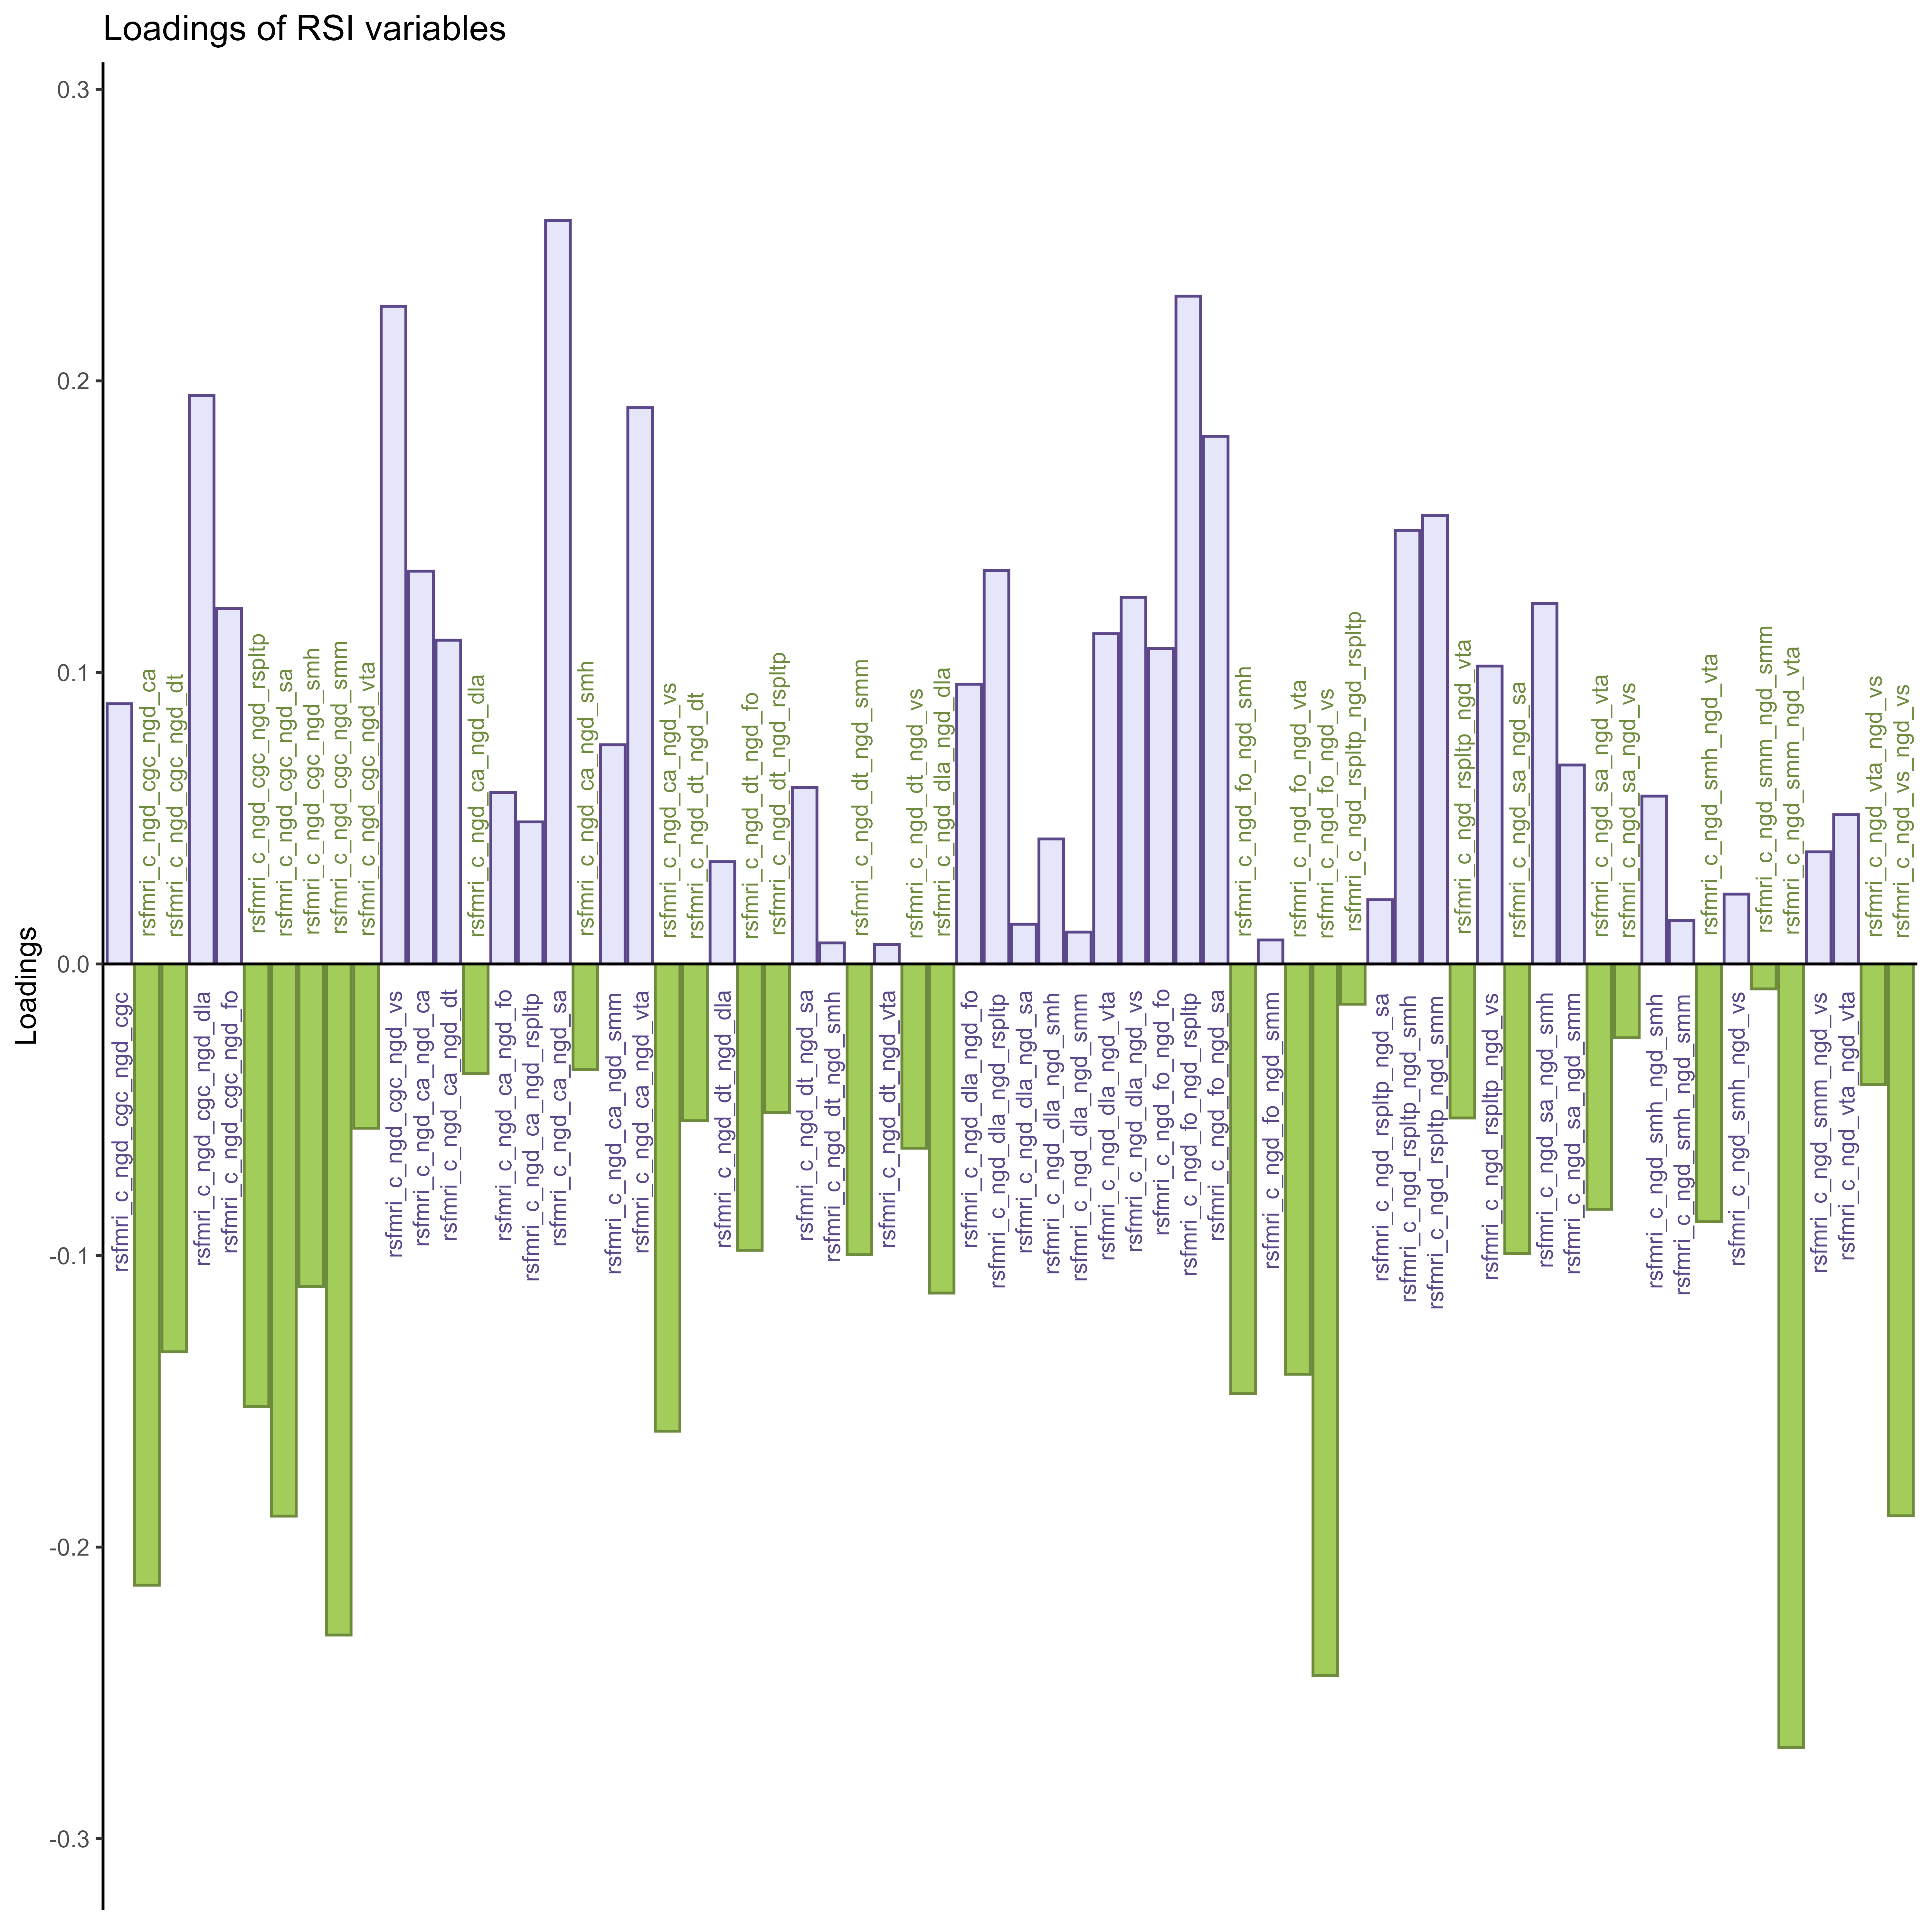 Loadings of RSI variables
Loadings
0.3
0.2
0.1
0.0
-0.1
-0.2
-0.3
rsfmri_c_ngd_cgc_ngd_cgc
rsfmri_c_ngd_cgc_ngd_ca
rsfmri_c_ngd_cgc_ngd_dt
rsfmri_c_ngd_cgc_ngd_dla
rsfmri_c_ngd_cgc_ngd_fo
rsfmri_c_ngd_cgc_ngd_rspltp
rsfmri_c_ngd_cgc_ngd_sa
rsfmri_c_ngd_cgc_ngd_smh
rsfmri_c_ngd_cgc_ngd_smm
rsfmri_c_ngd_cgc_ngd_vta
rsfmri_c_ngd_cgc_ngd_vs
rsfmri_c_ngd_ca_ngd_ca
rsfmri_c_ngd_ca_ngd_dt
rsfmri_c_ngd_ca_ngd_dla
rsfmri_c_ngd_ca_ngd_fo
rsfmri_c_ngd_ca_ngd_rspltp
rsfmri_c_ngd_ca_ngd_sa
rsfmri_c_ngd_ca_ngd_smh
rsfmri_c_ngd_ca_ngd_smm
rsfmri_c_ngd_ca_ngd_vta
rsfmri_c_ngd_ca_ngd_vs
rsfmri_c_ngd_dt_ngd_dt
rsfmri_c_ngd_dt_ngd_dla
rsfmri_c_ngd_dt_ngd_fo
rsfmri_c_ngd_dt_ngd_rspltp
rsfmri_c_ngd_dt_ngd_sa
rsfmri_c_ngd_dt_ngd_smh
rsfmri_c_ngd_dt_ngd_smm
rsfmri_c_ngd_dt_ngd_vta
rsfmri_c_ngd_dt_ngd_vs
rsfmri_c_ngd_dla_ngd_dla
rsfmri_c_ngd_dla_ngd_fo
rsfmri_c_ngd_dla_ngd_rspltp
rsfmri_c_ngd_dla_ngd_sa
rsfmri_c_ngd_dla_ngd_smh
rsfmri_c_ngd_dla_ngd_smm
rsfmri_c_ngd_dla_ngd_vta
rsfmri_c_ngd_dla_ngd_vs
rsfmri_c_ngd_fo_ngd_fo
rsfmri_c_ngd_fo_ngd_rspltp
rsfmri_c_ngd_fo_ngd_sa
rsfmri_c_ngd_fo_ngd_smh
rsfmri_c_ngd_fo_ngd_smm
rsfmri_c_ngd_fo_ngd_vta
rsfmri_c_ngd_fo_ngd_vs
rsfmri_c_ngd_rspltp_ngd_rspltp
rsfmri_c_ngd_rspltp_ngd_sa
rsfmri_c_ngd_rspltp_ngd_smh
rsfmri_c_ngd_rspltp_ngd_smm
rsfmri_c_ngd_rspltp_ngd_vta
rsfmri_c_ngd_rspltp_ngd_vs
rsfmri_c_ngd_sa_ngd_sa
rsfmri_c_ngd_sa_ngd_smh
rsfmri_c_ngd_sa_ngd_smm
rsfmri_c_ngd_sa_ngd_vta
rsfmri_c_ngd_sa_ngd_vs
rsfmri_c_ngd_smh_ngd_smh
rsfmri_c_ngd_smh_ngd_smm
rsfmri_c_ngd_smh_ngd_vta
rsfmri_c_ngd_smh_ngd_vs
rsfmri_c_ngd_smm_ngd_smm
rsfmri_c_ngd_smm_ngd_vta
rsfmri_c_ngd_smm_ngd_vs
rsfmri_c_ngd_vta_ngd_vta
rsfmri_c_ngd_vta_ngd_vs
rsfmri_c_ngd_vs_ngd_vs